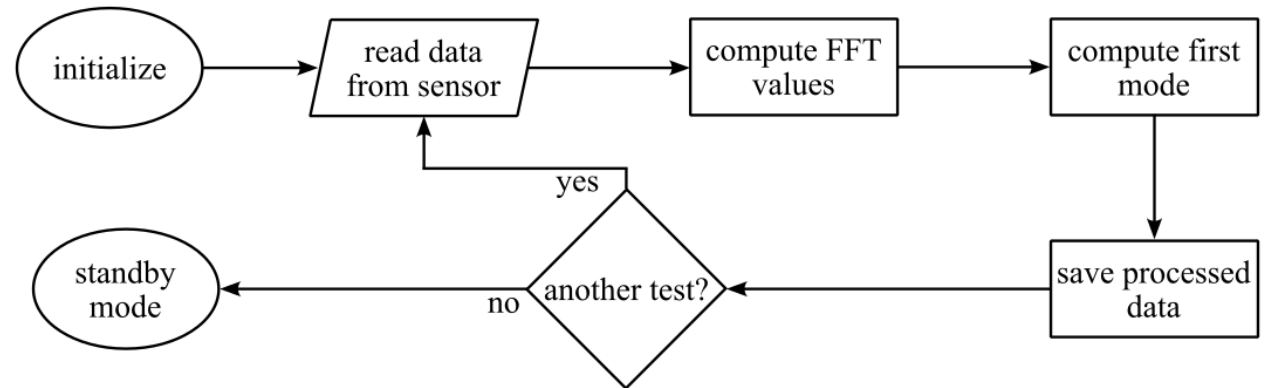 initialize
read data
from sensor
compute FFT
values
compute first
mode
yes
standby
mode
no
another test?
save processed
data